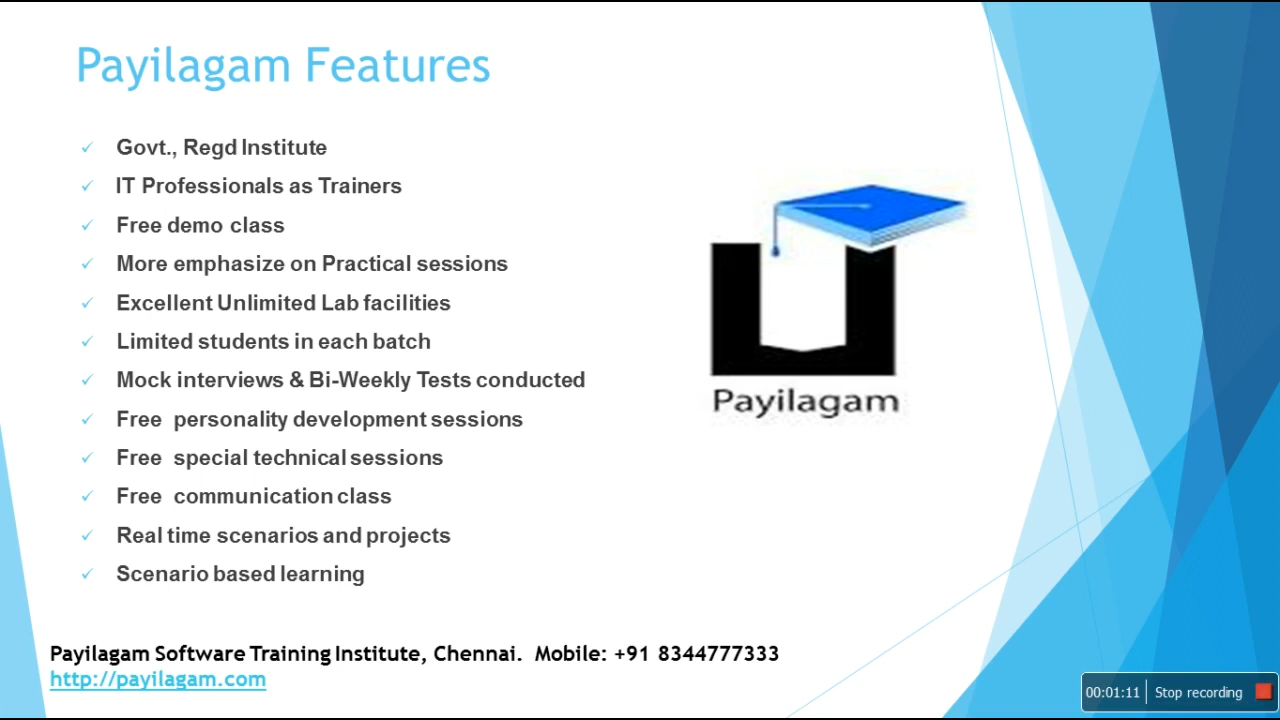 Payilagam Features
Govt., Regd Institute
IT Professionals as Trainers
Free demo class
More emphasize on Practical sessions
Excellent Unlimited Lab facilities
Limited students in each batch
Mock interviews & Bi-Weekly Tests conducted
Free personality development sessions
Free special technical sessions
Free communication class
Real time scenarios and projects
Scenario based learning
Payilagam
Payilagam Software Training Institute, Chennai. Mobile: +91 8344777333
http://payilagam.com
00:01:11 Stop recording